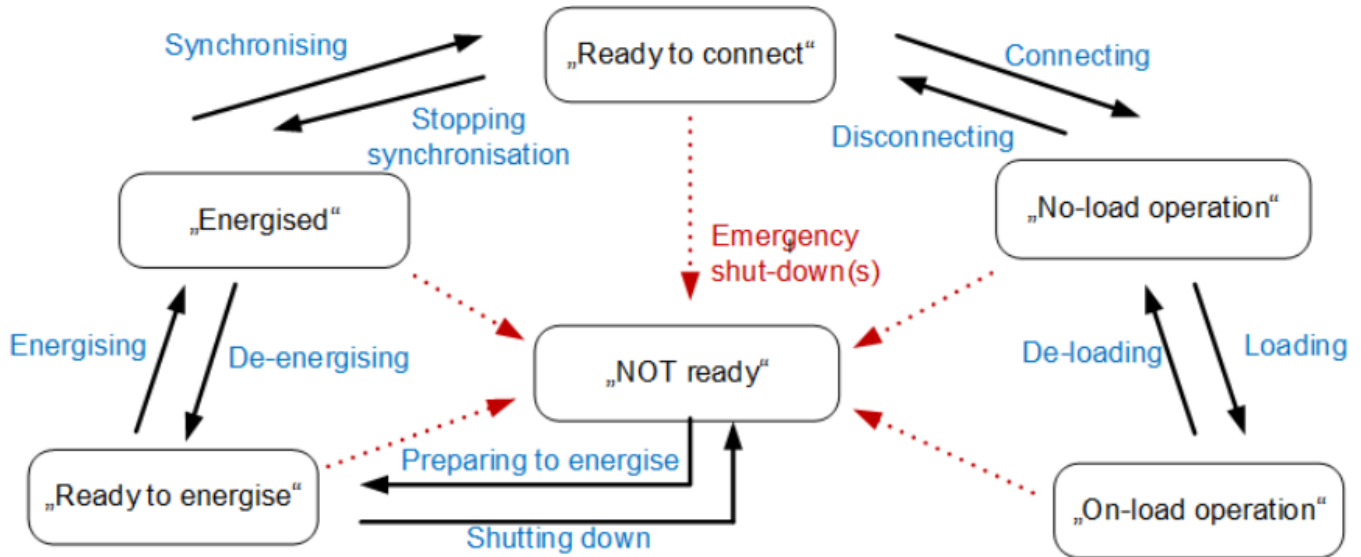 Synchronising
„Ready to connect“
Connecting
Stopping
synchronisation
Disconnecting
„Energised“
„No-load operation“
Emergency
shut-down(s)
Energising
De-energising
„NOT ready“
De-loading
Loading
Preparing to energise
„Ready to energise“
„On-load operation“
Shutting down